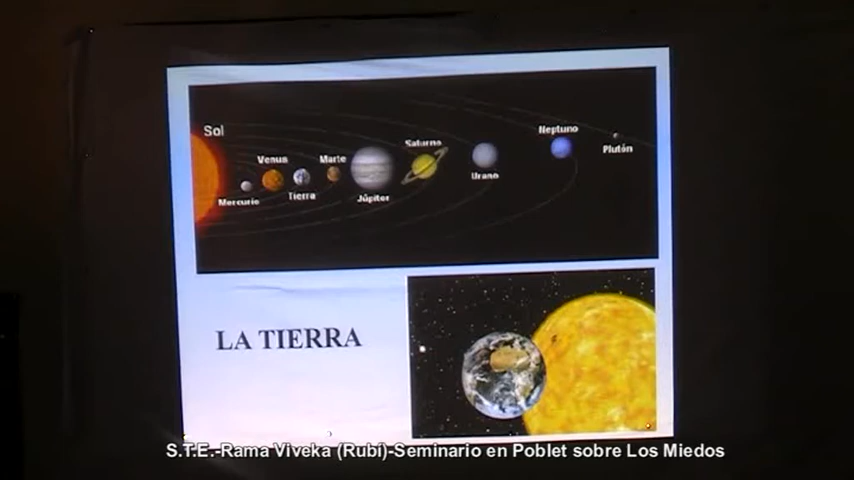 Sol
Mercurio
Venus
Tierra
Marte
Júpiter
Saturno
Urano
Neptuno
Plutón
LA TIERRA
S.T.E.-Rama Viveka (Rubí)-Seminario en Poblet sobre Los Miedos